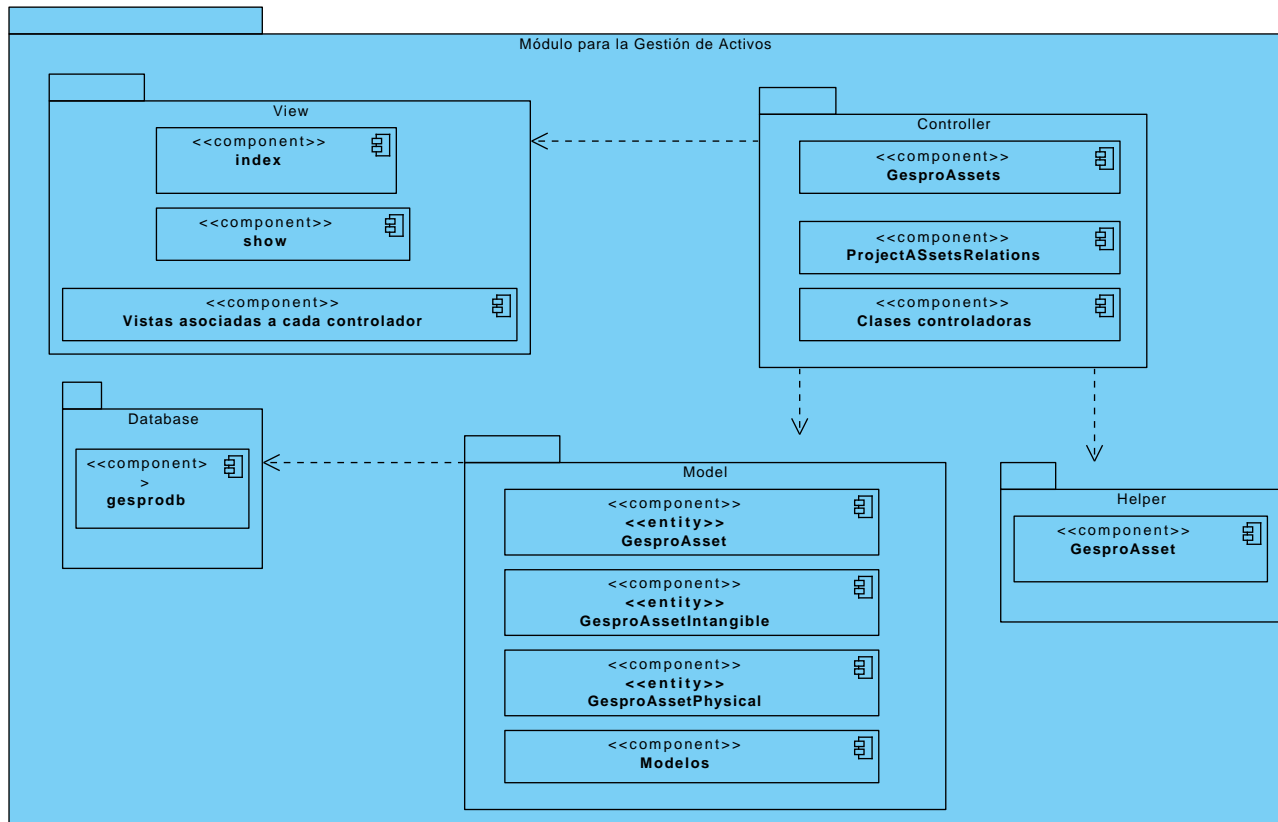 Módulo para la Gestión de Activos
View
<<component>>
index
<<component>>
show
<<component>>
Vistas asociadas a cada controlador
Controller
<<component>>
GesproAssets
<<component>>
ProjectASsetsRelations
<<component>>
Clases controladoras
Database
<<component>
>
gesprodb
Model
<<component>>
<<entity>>
GesproAsset
<<component>>
<<entity>>
GesproAssetIntangible
<<component>>
<<entity>>
GesproAssetPhysical
<<component>>
Modelos
Helper
<<component>>
GesproAsset